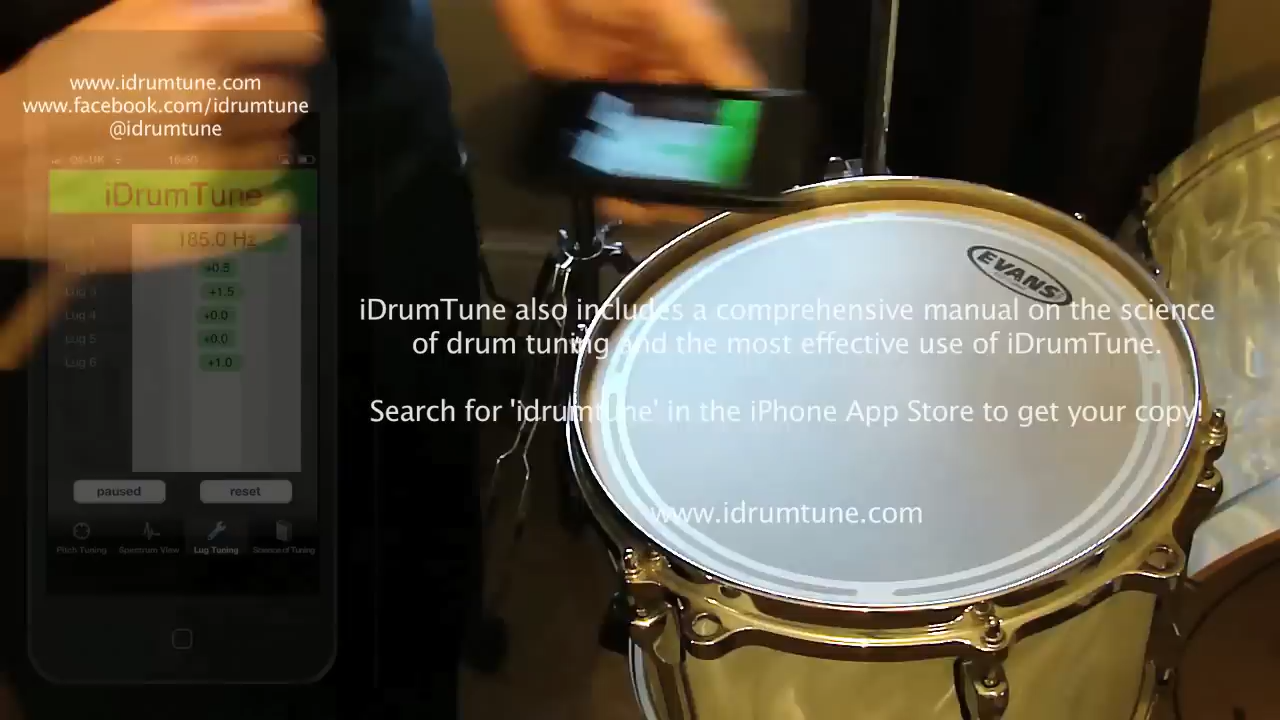 www.idrumtune.com
www.facebook.com/idrumtune
@idrumtune
iDrumTune
185.0 Hz
+0.5
Lug 3 +1.5
Lug 4 +0.0
Lug 5 +0.0
Lug 6 +1.0
paused reset
Pitch Tuning Spectrum View Lug Tuning Science of Tuning
EVANS
iDrumTune also includes a comprehensive manual on the science
of drum tuning and the most effective use of iDrumTune.
Search for 'idrumtune' in the iPhone App Store to get your copy!
www.idrumtune.com